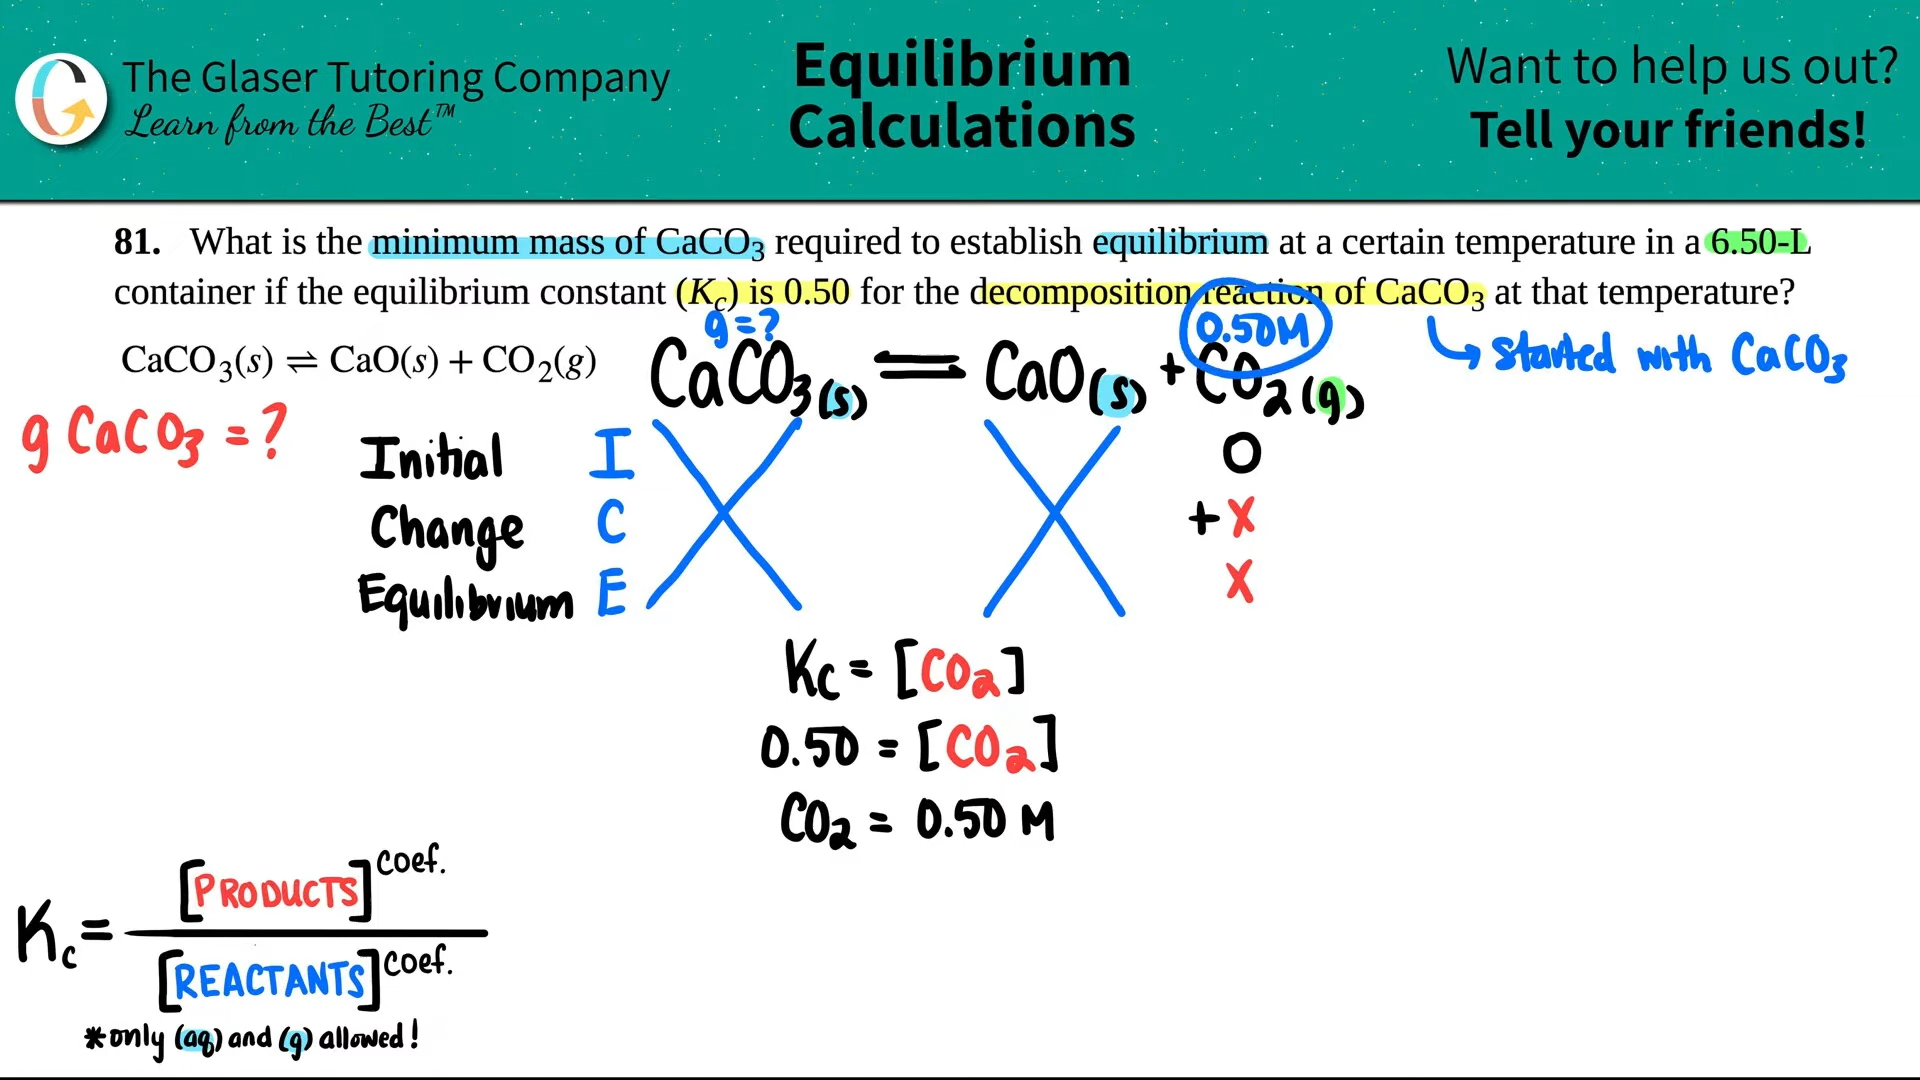 The Glaser Tutoring Company
Learn from the Best™
Equilibrium
Calculations
Want to help us out?
Tell your friends!
81. What is the minimum mass of CaCO₃ required to establish equilibrium at a certain temperature in a 6.50-L
container if the equilibrium constant (K꜀) is 0.50 for the decomposition reaction of CaCO₃ at that temperature?
g = ?
0.50M
started with CaCO₃
CaCO₃(s) ⇌ CaO(s) + CO₂(g)
CaCO₃(s) ⇌ CaO(s) + CO₂(g)
g CaCO₃ = ?
Initial I O
Change C + X
Equilibrium E X
Kc = [CO₂]
0.50 = [CO₂]
CO₂ = 0.50 M
Kc = [PRODUCTS] coef.
[REACTANTS] coef.
*only (aq) and (g) allowed!